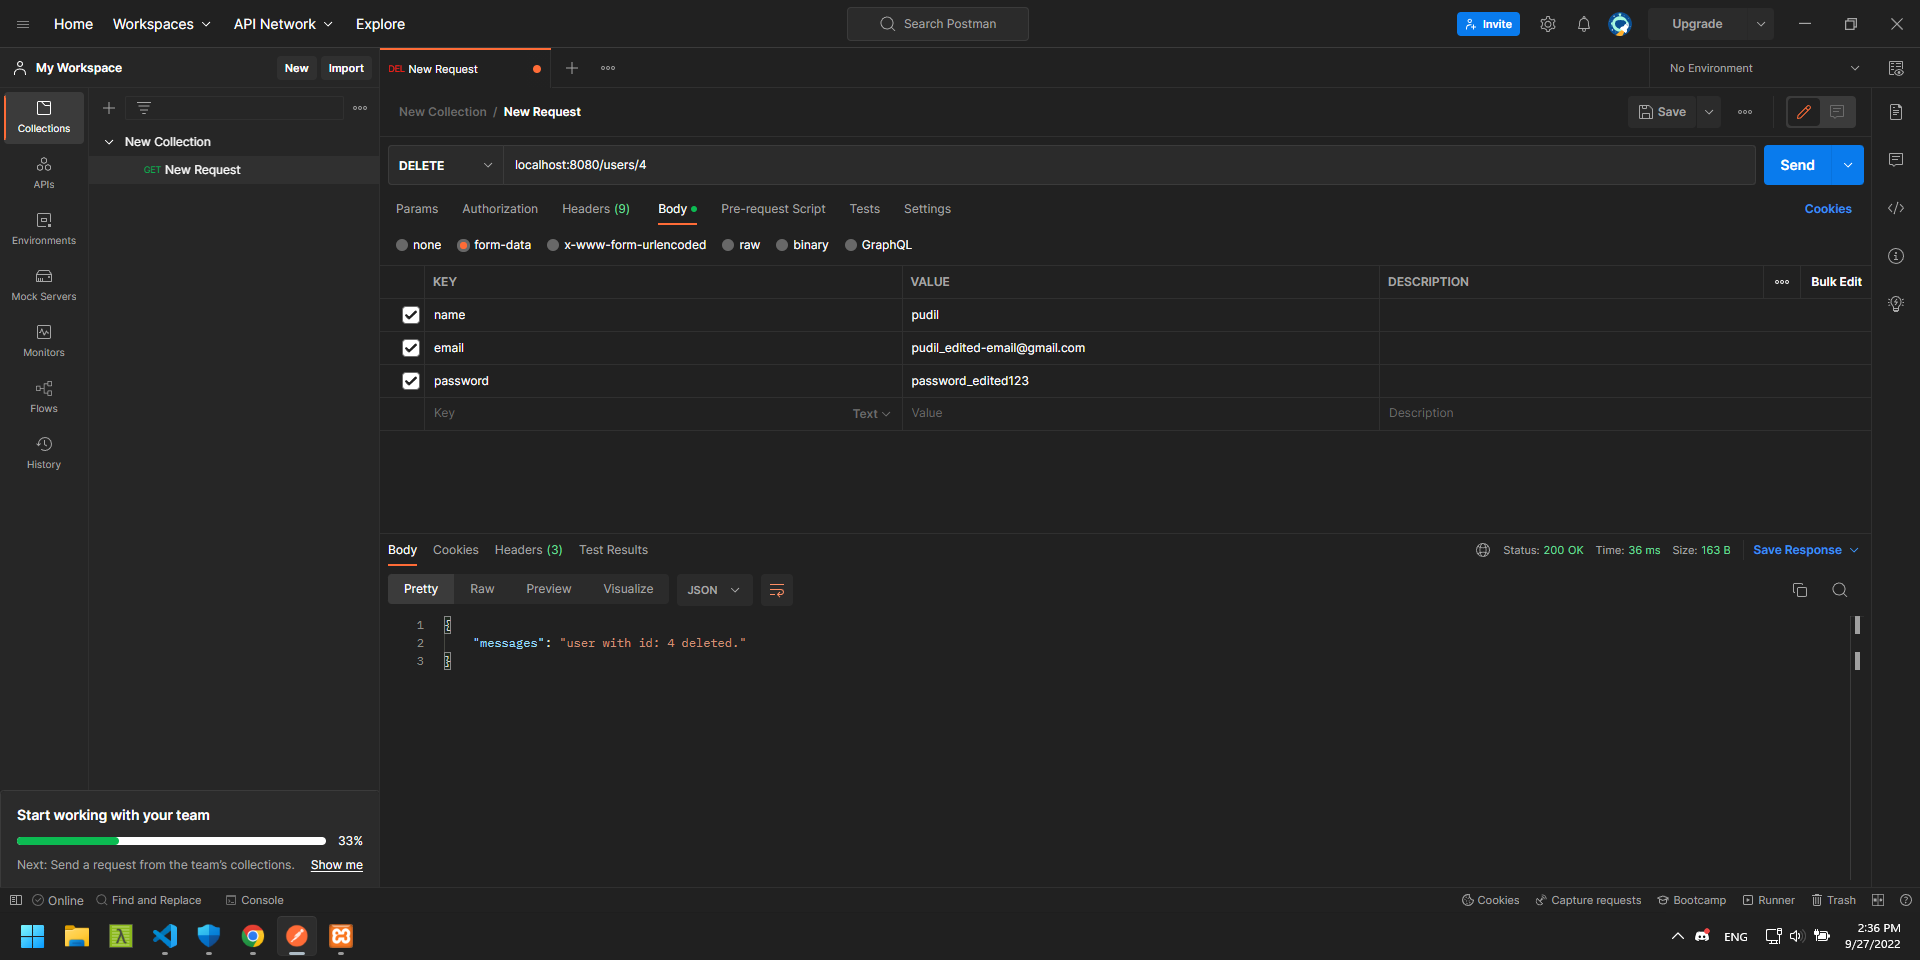 Home Workspaces API Network Explore
Search Postman
Invite
Upgrade
My Workspace New Import
DEL New Request
No Environment
Collections
New Collection
GET New Request
APIs
Environments
Mock Servers
Monitors
Flows
History
New Collection / New Request
Save
DELETE localhost:8080/users/4
Send
Params Authorization Headers (9) Body Pre-request Script Tests Settings
Cookies
none form-data x-www-form-urlencoded raw binary GraphQL
KEY VALUE DESCRIPTION Bulk Edit
name pudil
email pudil_edited-email@gmail.com
password password_edited123
Key Text Value Description
Body Cookies Headers (3) Test Results
Status: 200 OK Time: 36 ms Size: 163 B Save Response
Pretty Raw Preview Visualize JSON
1 {
2 "messages": "user with id: 4 deleted."
3 }
Start working with your team
33%
Next: Send a request from the team's collections. Show me
Online Find and Replace Console
Cookies Capture requests Bootcamp Runner Trash
ENG
2:36 PM
9/27/2022